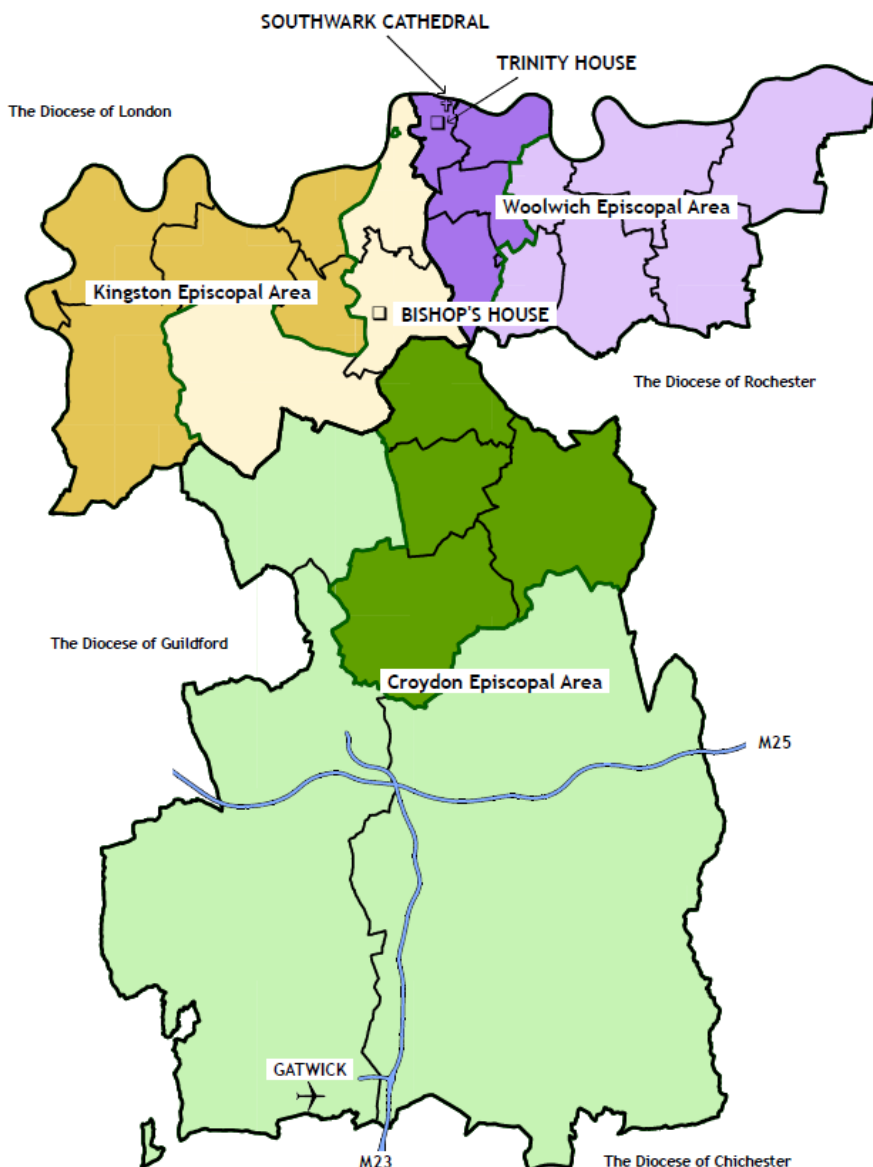 SOUTHWARK CATHEDRAL
TRINITY HOUSE
The Diocese of London
Woolwich Episcopal Area
Kingston Episcopal Area
BISHOP'S HOUSE
The Diocese of Rochester
The Diocese of Guildford
Croydon Episcopal Area
M25
GATWICK
M23
The Diocese of Chichester